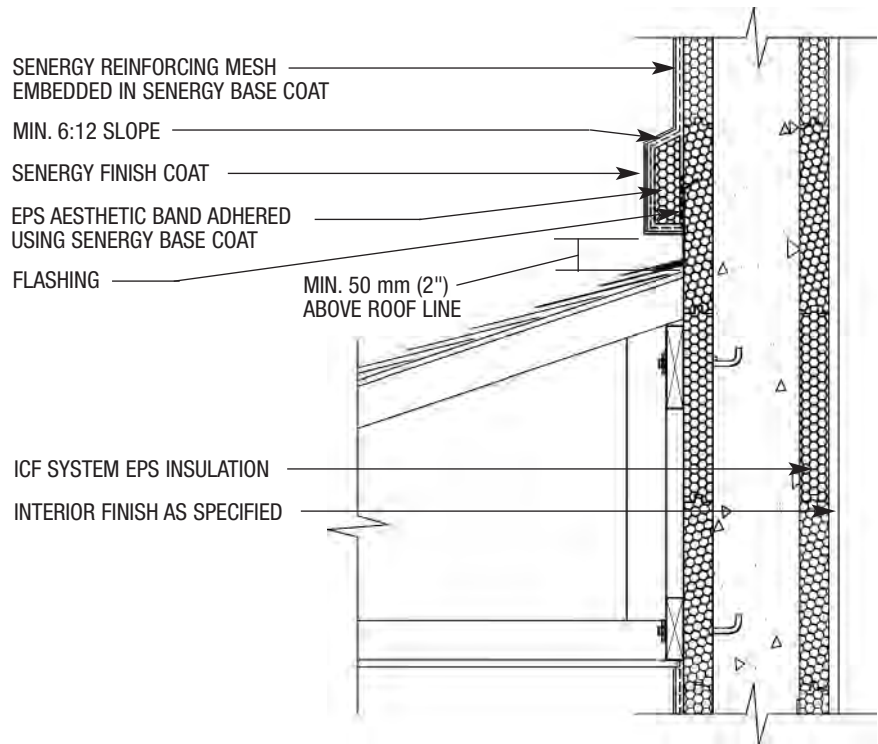 SENERGY REINFORCING MESH
EMBEDDED IN SENERGY BASE COAT
MIN. 6:12 SLOPE
SENERGY FINISH COAT
EPS AESTHETIC BAND ADHERED
USING SENERGY BASE COAT
FLASHING
MIN. 50 mm (2")
ABOVE ROOF LINE
ICF SYSTEM EPS INSULATION
INTERIOR FINISH AS SPECIFIED